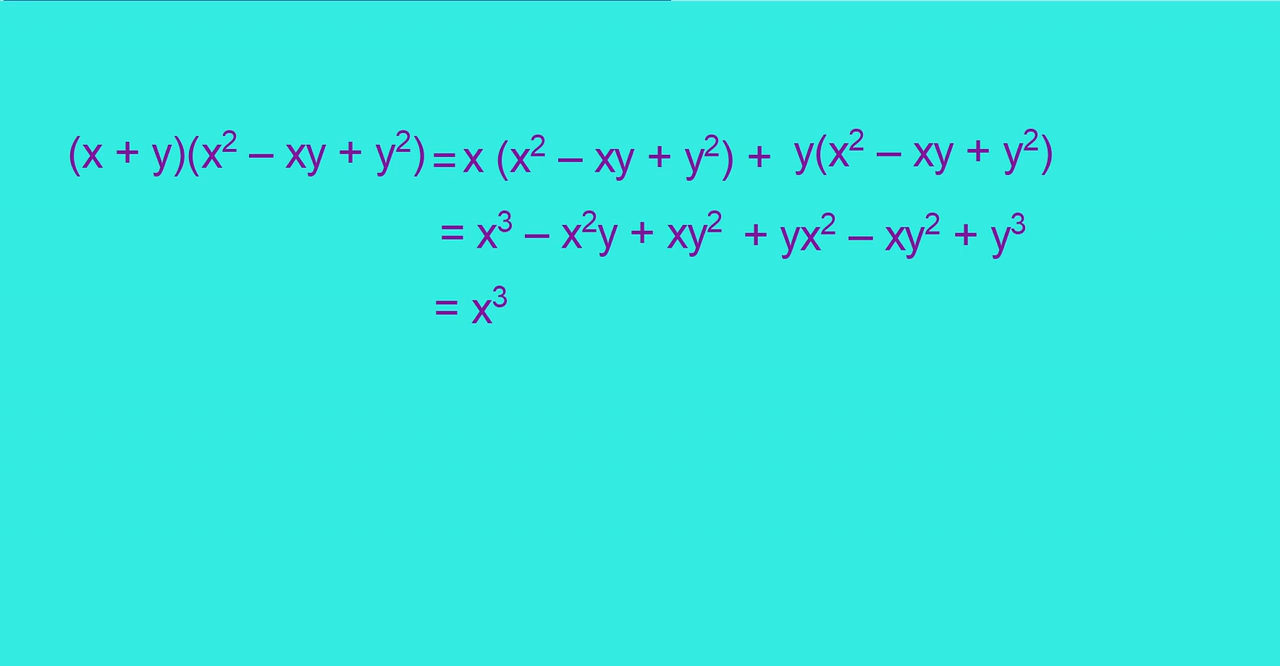 (x + y)(x² – xy + y²) = x (x² – xy + y²) + y(x² – xy + y²)
= x³ – x²y + xy² + yx² – xy² + y³
= x³